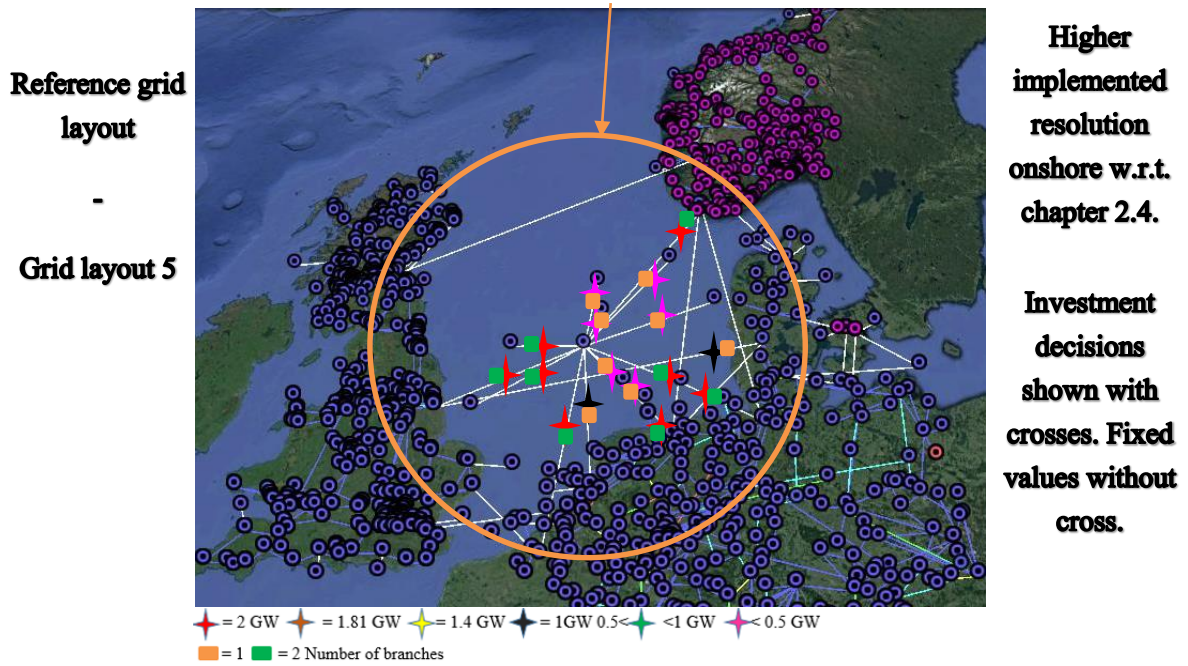 Reference grid
layout
-
Grid layout 5
Higher
implemented
resolution
onshore w.r.t.
chapter 2.4.
Investment
decisions
shown with
crosses. Fixed
values without
cross.
= 2 GW = 1.81 GW = 1.4 GW = 1GW 0.5< <1 GW < 0.5 GW
= 1 = 2 Number of branches